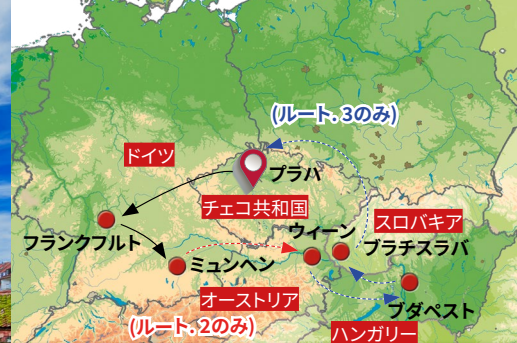 (ルート. 3のみ)
ドイツ
プラハ
チェコ共和国
スロバキア
ウィーン
フランクフルト
ブラチスラバ
ミュンヘン
オーストリア
ブダペスト
(ルート. 2のみ)
ハンガリー